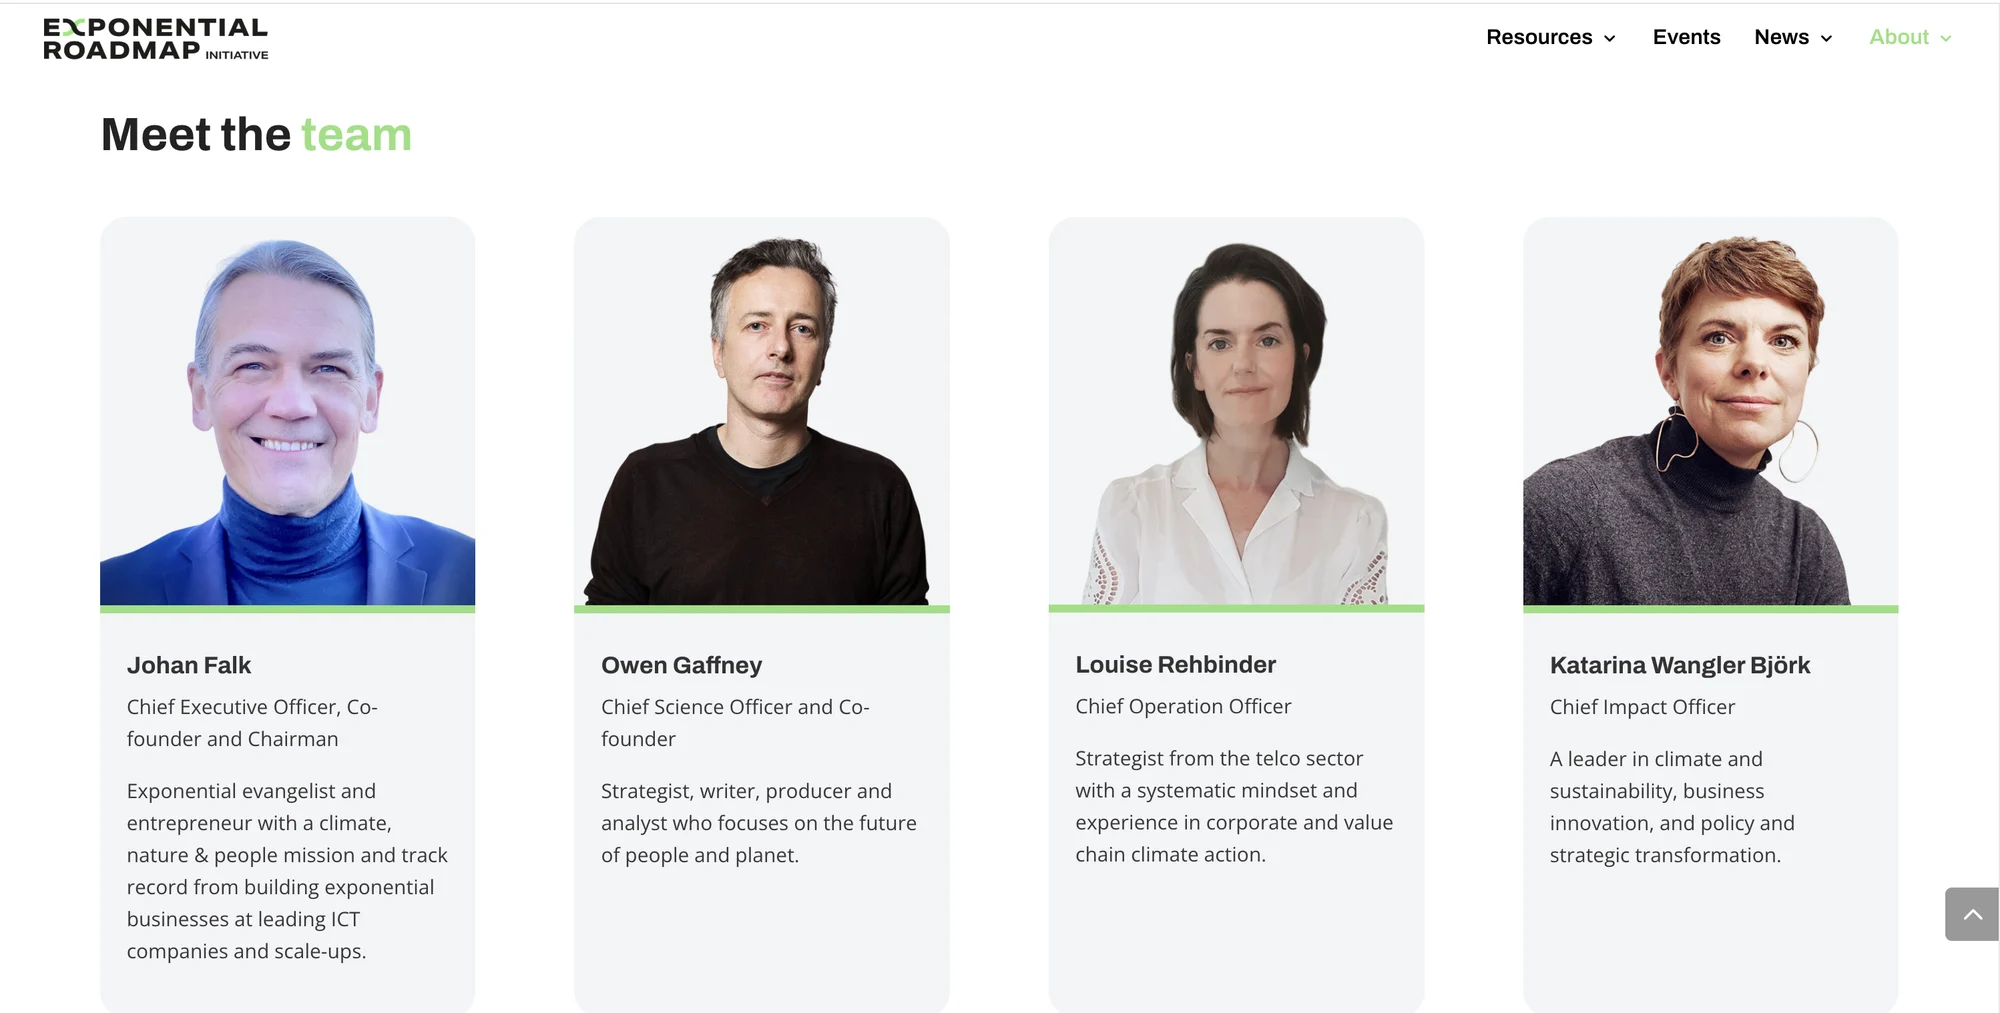 EXPONENTIAL
ROADMAP INITIATIVE
Resources
Events
News
About
Meet the team
Johan Falk
Chief Executive Officer, Co-
founder and Chairman
Exponential evangelist and
entrepreneur with a climate,
nature & people mission and track
record from building exponential
businesses at leading ICT
companies and scale-ups.
Owen Gaffney
Chief Science Officer and Co-
founder
Strategist, writer, producer and
analyst who focuses on the future
of people and planet.
Louise Rehbinder
Chief Operation Officer
Strategist from the telco sector
with a systematic mindset and
experience in corporate and value
chain climate action.
Katarina Wangler Björk
Chief Impact Officer
A leader in climate and
sustainability, business
innovation, and policy and
strategic transformation.